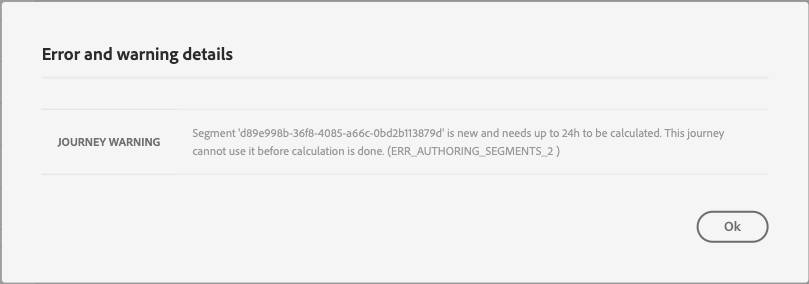 Error and warning details
JOURNEY WARNING
Segment 'd89e998b-36f8-4085-a66c-0bd2b113879d' is new and needs up to 24h to be calculated. This journey
cannot use it before calculation is done. (ERR_AUTHORING_SEGMENTS_2 )
Ok